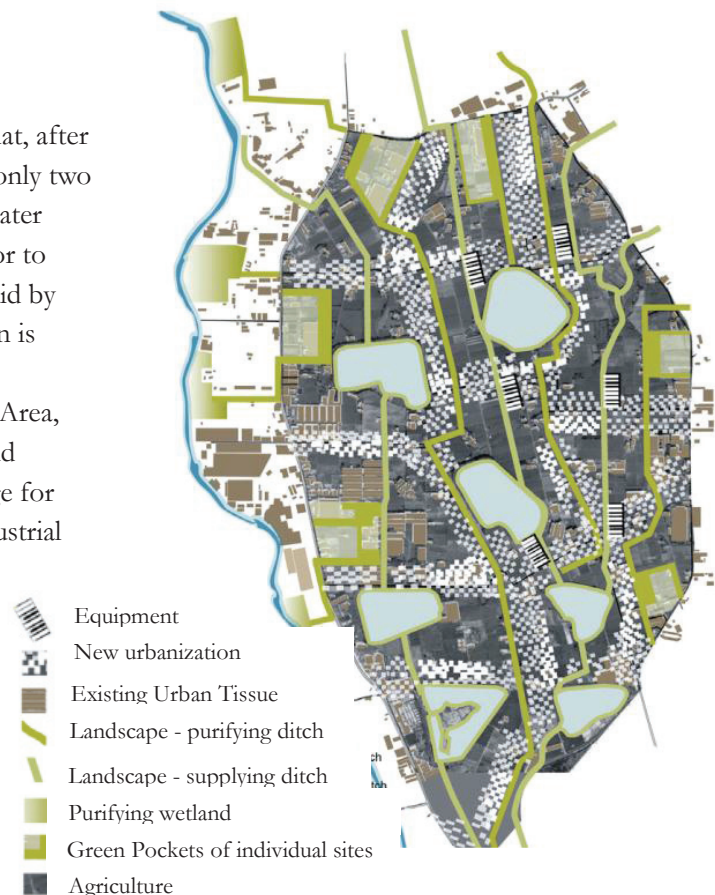 at, after
only two
ater
or to
id by
n is
Area,
d
e for
ustrial
Equipment
New urbanization
Existing Urban Tissue
Landscape - purifying ditch
Landscape - supplying ditch
Purifying wetland
Green Pockets of individual sites
Agriculture
ch